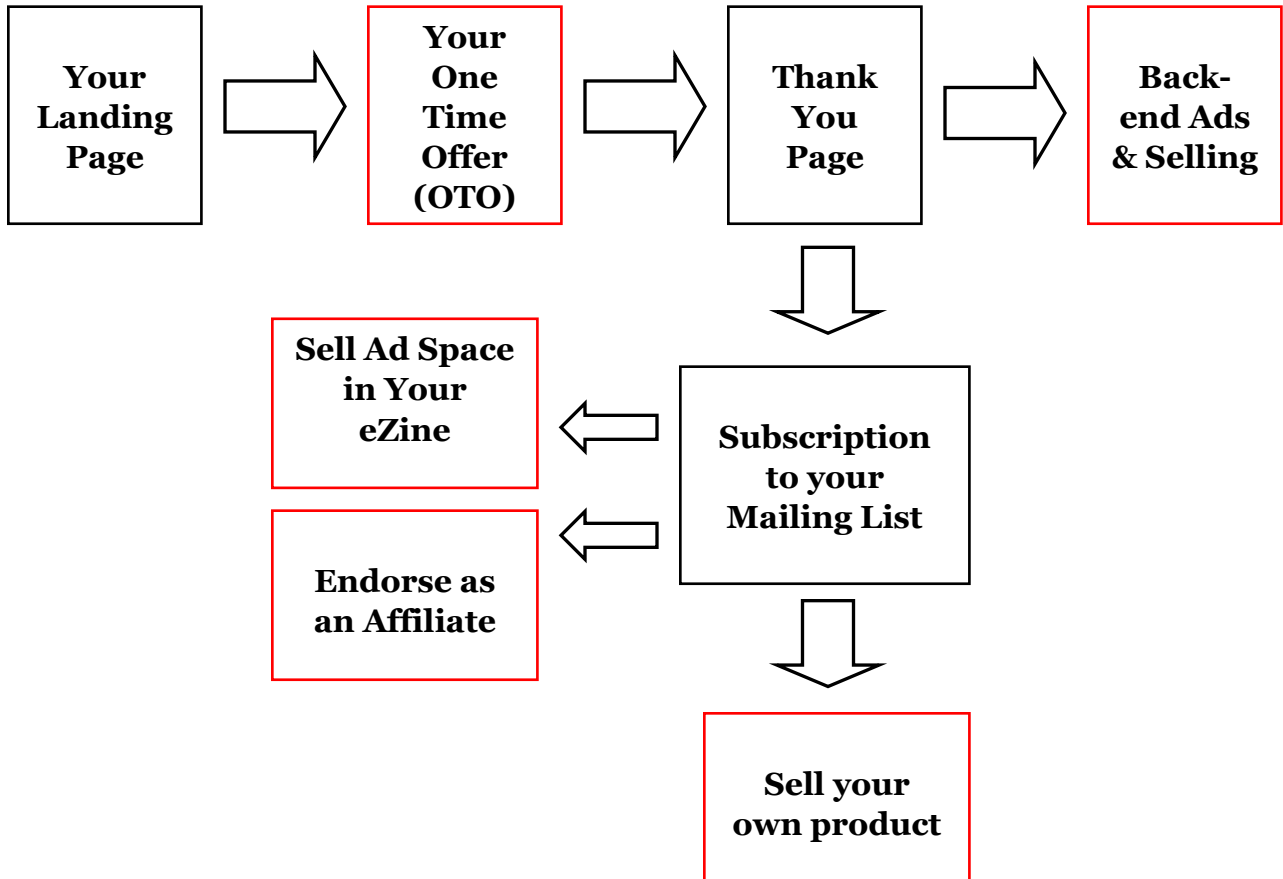 Your
Landing
Page
Your
One
Time
Offer
(OTO)
Thank
You
Page
Back-
end Ads
& Selling
Sell Ad Space
in Your
eZine
Subscription
to your
Mailing List
Endorse as
an Affiliate
Sell your
own product